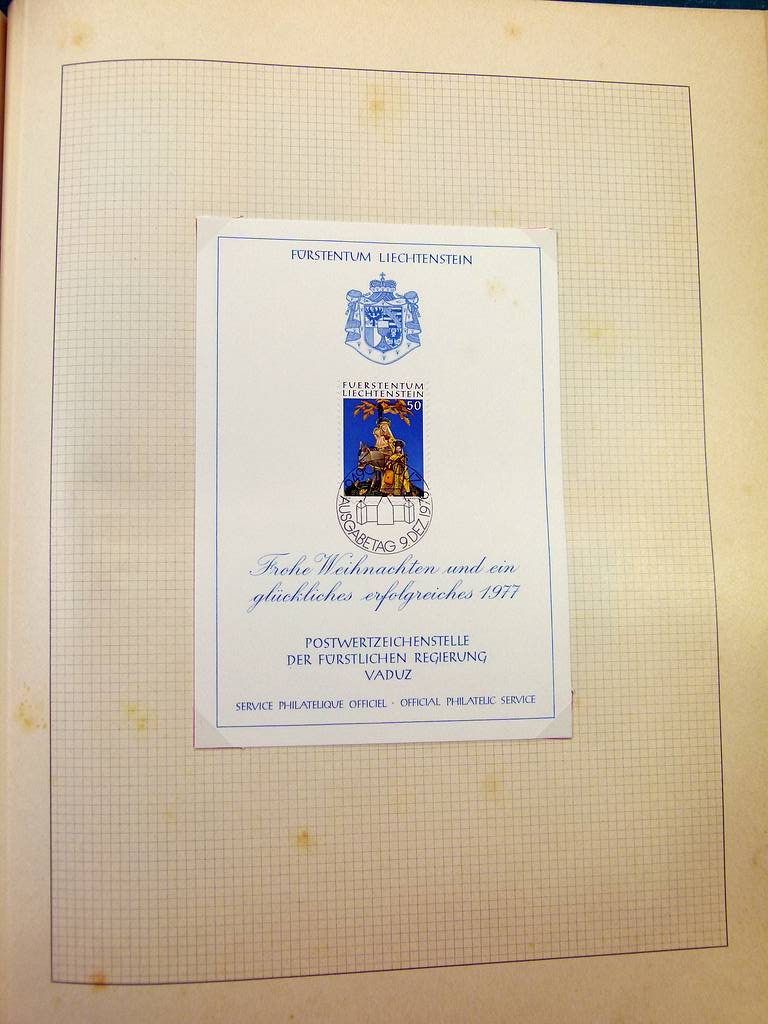 FÜRSTENTUM LIECHTENSTEIN
FUERSTENTUM
LIECHTENSTEIN
50
AUSGABETAG 9. DEZ. 1976
Frohe Weihnachten und ein
glückliches erfolgreiches 1977
POSTWERTZEICHENSTELLE
DER FÜRSTLICHEN REGIERUNG
VADUZ
SERVICE PHILATELIQUE OFFICIEL · OFFICIAL PHILATELIC SERVICE